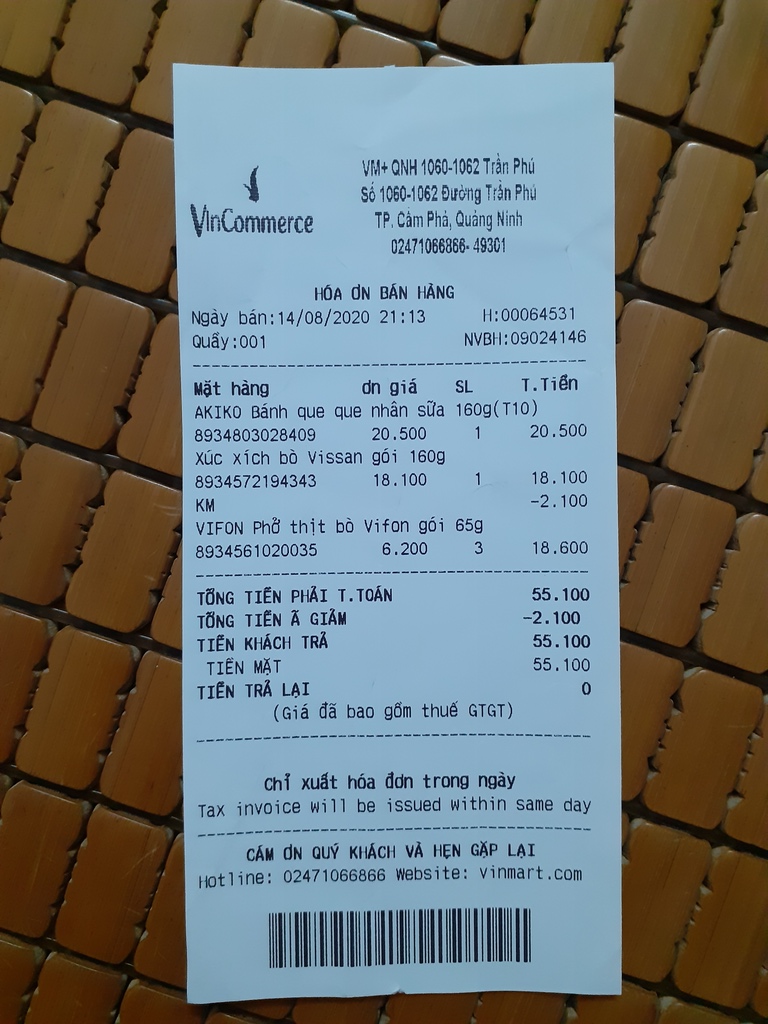 VinCommerce
VM+ QNH 1060-1062 Trần Phú
Số 1060-1062 Đường Trần Phú
TP. Cẩm Phả, Quảng Ninh
02471066866- 49301
HÓA ƠN BÁN HÀNG
Ngày bán:14/08/2020 21:13 H:00064531
Quầy:001 NVBH:09024146
Mặt hàng ơn giá SL T.Tiền
AKIKO Bánh que que nhân sữa 160g(T10)
8934803028409 20.500 1 20.500
Xúc xích bò Vissan gói 160g
8934572194343 18.100 1 18.100
KM -2.100
VIFON Phở thịt bò Vifon gói 65g
8934561020035 6.200 3 18.600
TỔNG TIỀN PHẢI T.TOÁN 55.100
TỔNG TIỀN Ã GIẢM -2.100
TIỀN KHÁCH TRẢ 55.100
TIỀN MẶT 55.100
TIỀN TRẢ LẠI 0
(Giá đã bao gồm thuế GTGT)
Chỉ xuất hóa đơn trong ngày
Tax invoice will be issued within same day
CÁM ƠN QUÝ KHÁCH VÀ HẸN GẶP LẠI
Hotline: 02471066866 Website: vinmart.com